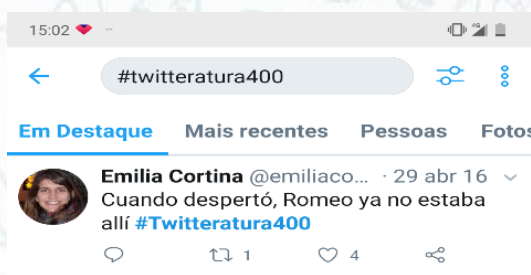 15:02
4G
#twitteratura400
Em Destaque Mais recentes Pessoas Fotos
Emilia Cortina @emiliaco... · 29 abr 16
Cuando despertó, Romeo ya no estaba
allí #Twitteratura400
1 4